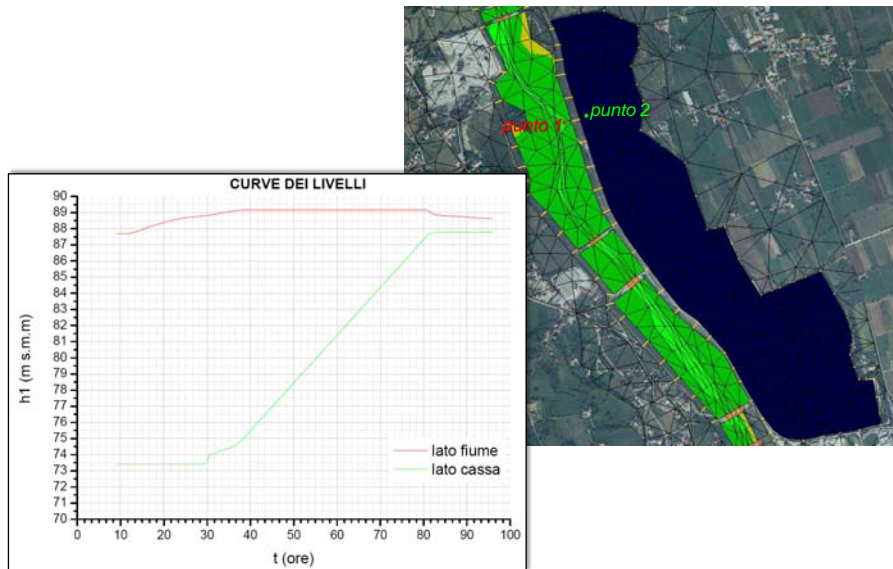 punto 1
punto 2
CURVE DEI LIVELLI
h1 (m s.m.m)
90
89
88
87
86
85
84
83
82
81
80
79
78
77
76
75
74
73
72
71
70
0 10 20 30 40 50 60 70 80 90 100
t (ore)
lato fiume
lato cassa